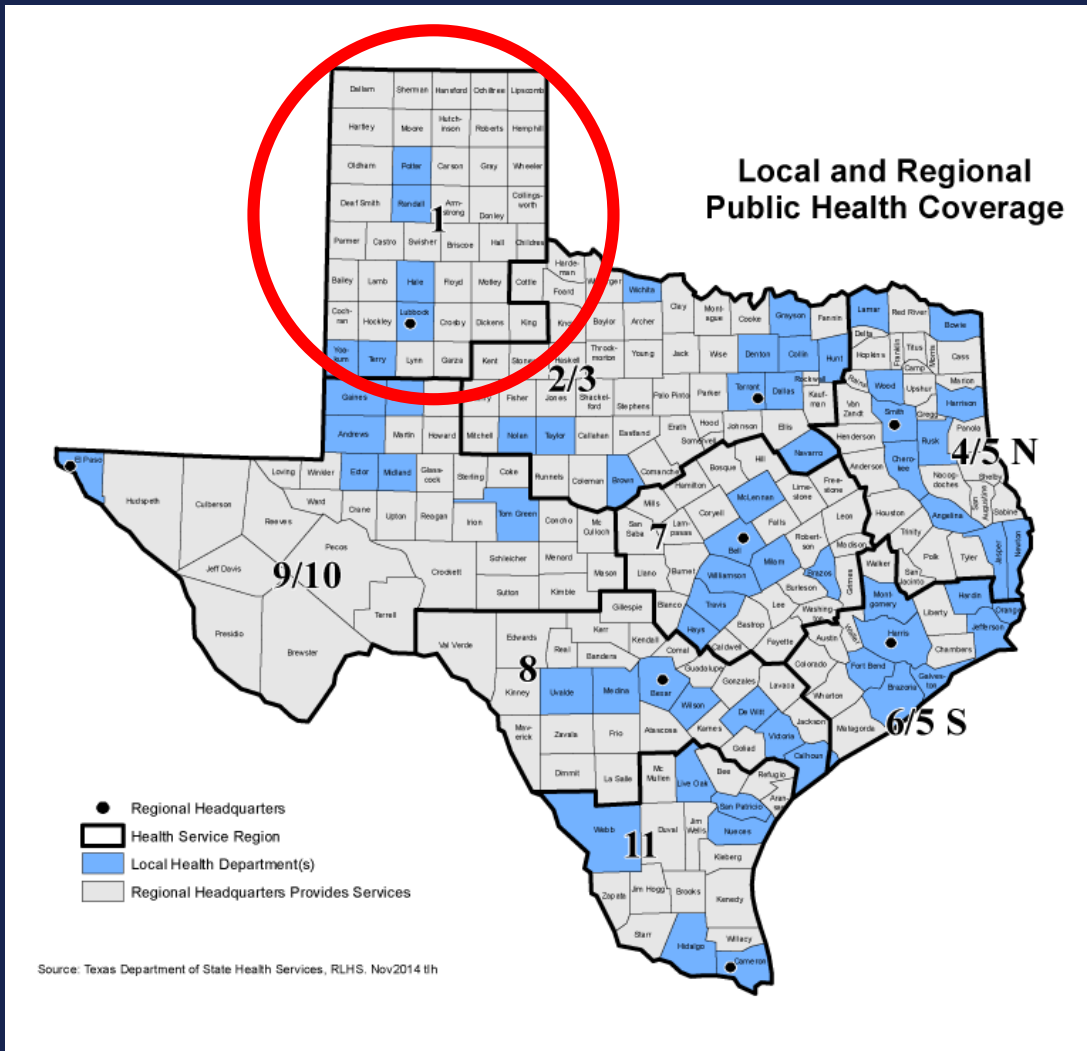 Local and Regional
Public Health Coverage
Dallam Sherman Hansford Ochiltree Lipscomb
Hartley Moore Hutch-
inson Roberts Hemphill
Oldham Potter Carson Gray Wheeler
Deaf Smith Randall Arm-
strong Donley Collings-
worth
1
Parmer Castro Swisher Briscoe Hall
Bailey Lamb Hale Floyd Motley Cottle
Harde-
man
Foard
Wichita
Coch-
ran Hockley Lubbock Crosby Dickens King
Baylor Archer Clay Mont-
ague Cooke Grayson Fannin
Lamar Red River Bowie
Yoa-
kum Terry Lynn Garza Kent
Haskell Throck-
morton Young Jack Wise Denton Collin Hunt
Delta Hopkins Franklin Titus Camp Morris Cass
2/3
Gaines
Fisher Jones Shackel-
ford Stephens Palo Pinto Parker Tarrant Dallas Rockwall Kauf-
man
Rains Wood Upshur Marion Harrison
Van
Zandt Smith Gregg
Andrews Martin Howard Mitchell Nolan Taylor Callahan Eastland Erath Hood Somervell Johnson Ellis
Henderson Rusk Panola
4/5 N
El Paso Hudspeth Culberson
Loving Winkler Ector Midland Glass-
cock Sterling Coke Runnels Coleman Brown Comanche
Bosque Hill Navarro
Anderson Chero-
kee Nacog-
doches Shelby San
Augustine Sabine
Reeves Ward Crane Upton Reagan Irion Tom Green Concho Mc
Culloch
Mills Hamilton Coryell McLennan Lime-
stone Free-
stone Leon
Houston Angelina Trinity
San
Saba Lam-
pasas Falls Bell Robert-
son Madison
Walker San
Jacinto Polk Tyler Jasper Newton
7
Jeff Davis Pecos Crockett Schleicher Menard Mason
Llano Burnet Williamson Milam Brazos Burleson Grimes
9/10
Presidio Brewster Terrell Sutton Kimble
Blanco Travis Lee Washing-
ton Bastrop Hays Caldwell Fayette
Mont-
gomery Liberty Hardin Orange Jefferson
Harris Chambers Waller Austin
Val Verde Edwards Real Kerr Gillespie Kendall Bandera Comal Guadalupe
Colorado Fort Bend Galves-
ton Brazoria
8
Kinney Uvalde Medina Bexar Wilson Gonzales Lavaca
Wharton Matagorda
6/5 S
Mav-
erick Zavala Frio Atascosa Karnes De Witt Victoria Jackson
Goliad Calhoun
Dimmit La Salle Mc
Mullen Live Oak Bee Refugio Aran-
San Patricio
Webb Duval Jim
Wells Nueces
11
Kleberg
Zapata Jim Hogg Brooks Kenedy
Starr Hidalgo Willacy
Cameron
Regional Headquarters
Health Service Region
Local Health Department(s)
Regional Headquarters Provides Services
Source: Texas Department of State Health Services, RLHS. Nov2014 tlh